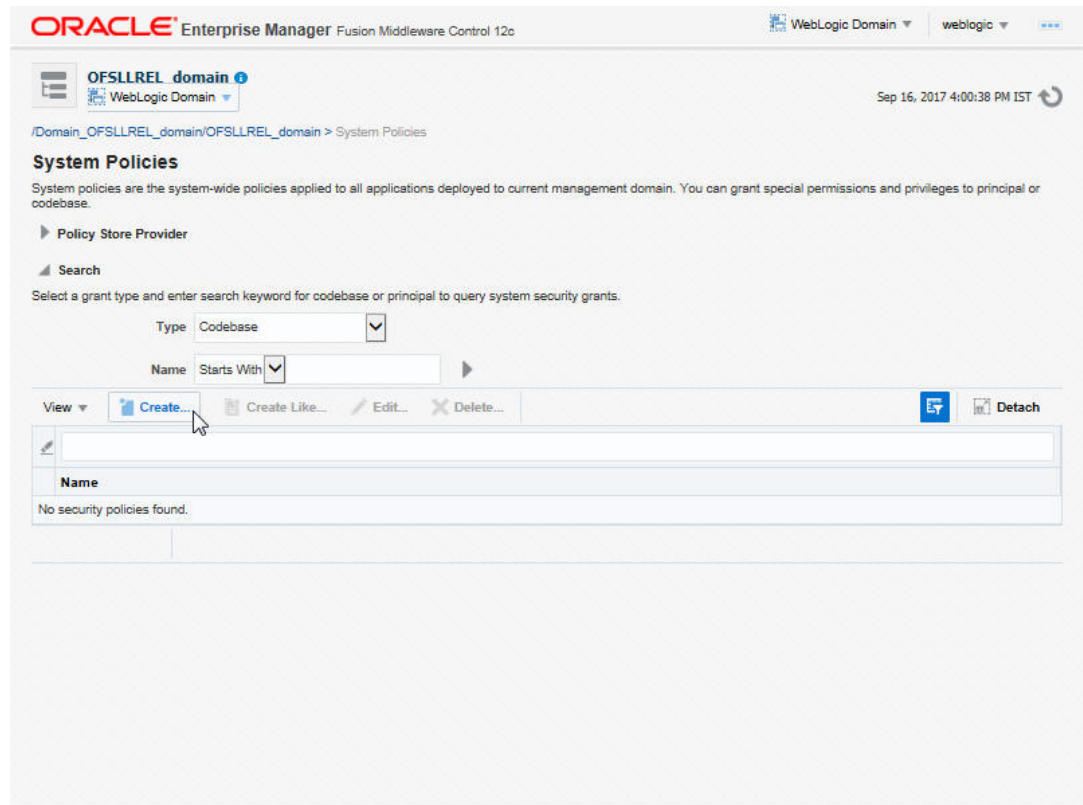 ORACLE Enterprise Manager Fusion Middleware Control 12c
WebLogic Domain weblogic
OFSLLREL_domain
WebLogic Domain
Sep 16, 2017 4:00:38 PM IST
/Domain_OFSLLREL_domain/OFSLLREL_domain > System Policies
System Policies
System policies are the system-wide policies applied to all applications deployed to current management domain. You can grant special permissions and privileges to principal or
codebase.
Policy Store Provider
Search
Select a grant type and enter search keyword for codebase or principal to query system security grants.
Type Codebase
Name Starts With
View Create... Create Like... Edit... Delete... Detach
Name
No security policies found.